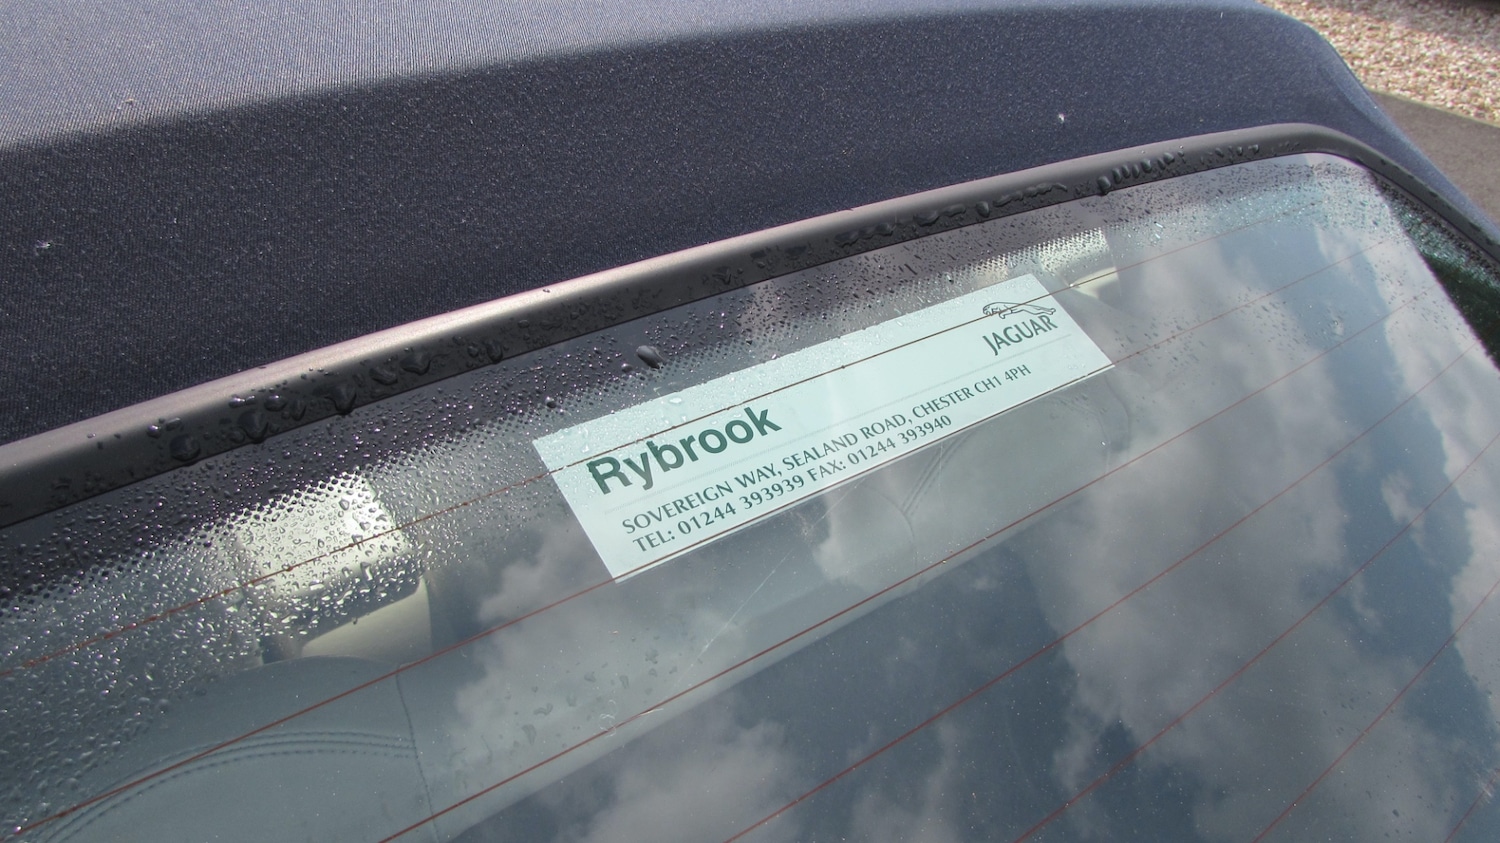 JAGUAR
Rybrook
SOVEREIGN WAY, SEALAND ROAD, CHESTER CH1 4PH
TEL: 01244 393939 FAX: 01244 393940